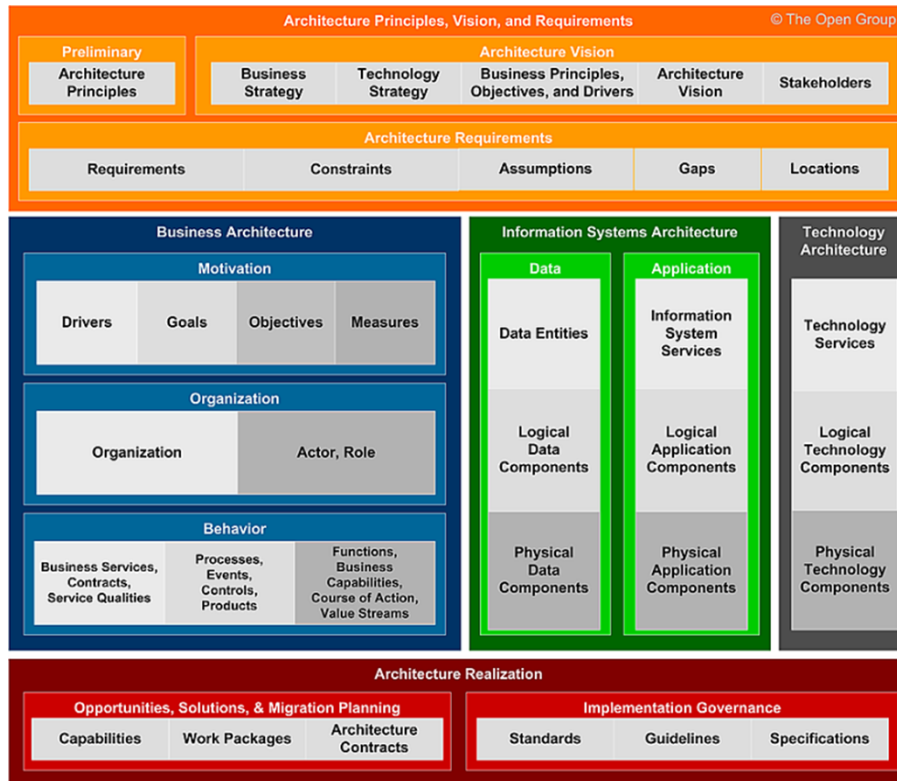 Architecture Principles, Vision, and Requirements
© The Open Group
Preliminary
Architecture
Principles
Architecture Vision
Business
Strategy
Technology
Strategy
Business Principles,
Objectives, and Drivers
Architecture
Vision
Stakeholders
Architecture Requirements
Requirements
Constraints
Assumptions
Gaps
Locations
Business Architecture
Motivation
Drivers
Goals
Objectives
Measures
Organization
Organization
Actor, Role
Behavior
Business Services,
Contracts,
Service Qualities
Processes,
Events,
Controls,
Products
Functions,
Business
Capabilities,
Course of Action,
Value Streams
Information Systems Architecture
Data
Data Entities
Logical
Data
Components
Physical
Data
Components
Application
Information
System
Services
Logical
Application
Components
Physical
Application
Components
Technology
Architecture
Technology
Services
Logical
Technology
Components
Physical
Technology
Components
Architecture Realization
Opportunities, Solutions, & Migration Planning
Capabilities
Work Packages
Architecture
Contracts
Implementation Governance
Standards
Guidelines
Specifications